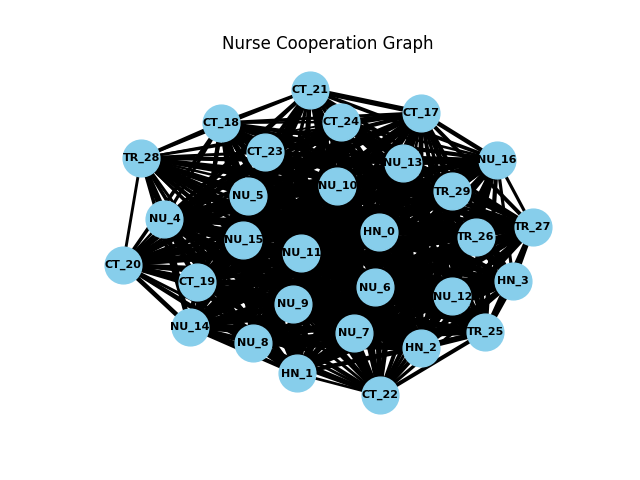 Nurse Cooperation Graph
CT_21
CT_17
CT_18
CT_24
CT_23
TR_28
NU_16
NU_13
NU_10
TR_29
NU_5
NU_4
TR_27
HN_0
TR_26
NU_15
NU_11
CT_20
HN_3
CT_19
NU_6
NU_12
NU_9
NU_14
TR_25
NU_7
NU_8
HN_2
HN_1
CT_22